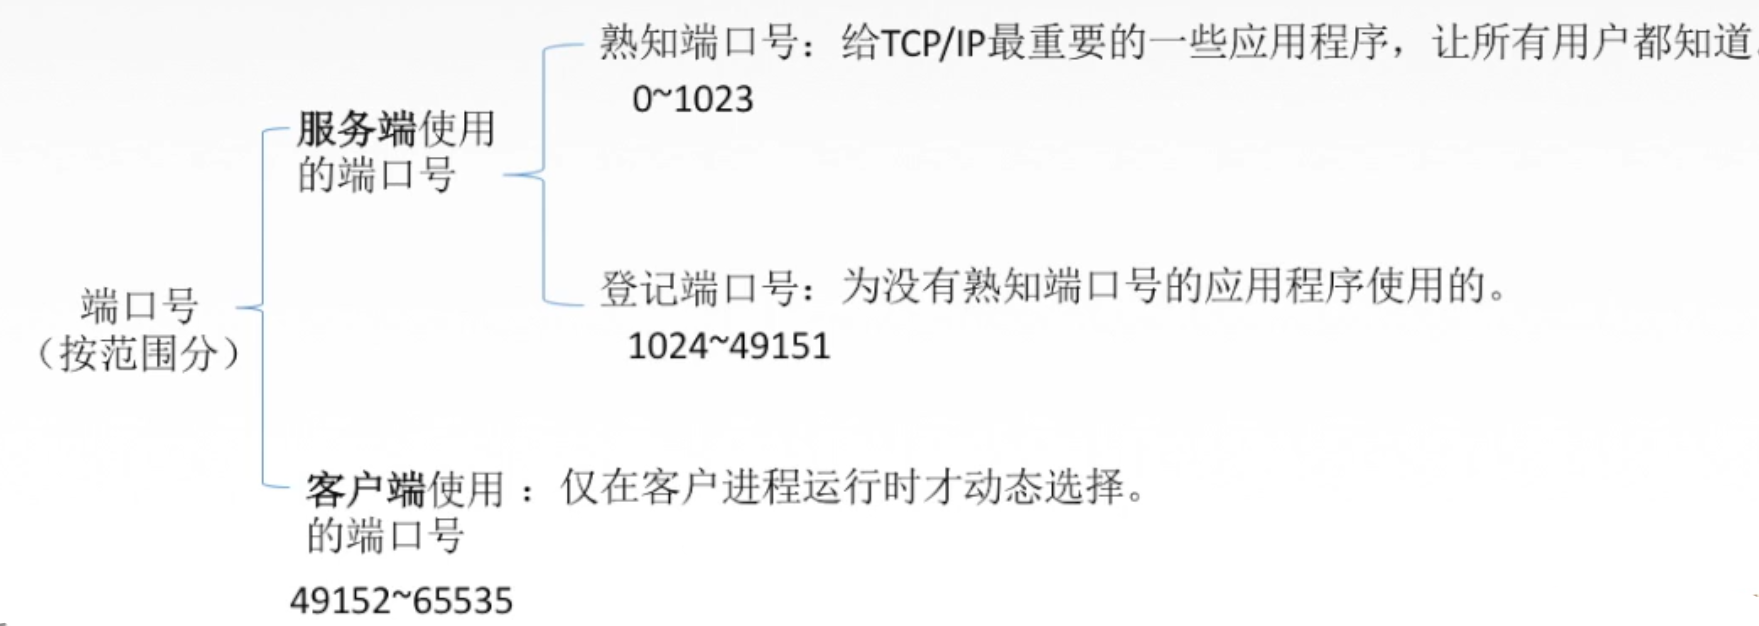 熟知端口号：给TCP/IP最重要的一些应用程序，让所有用户都知道
0~1023
服务端使用
的端口号
登记端口号：为没有熟知端口号的应用程序使用的。
1024~49151
端口号
（按范围分）
客户端使用 ：仅在客户进程运行时才动态选择。
的端口号
49152~65535